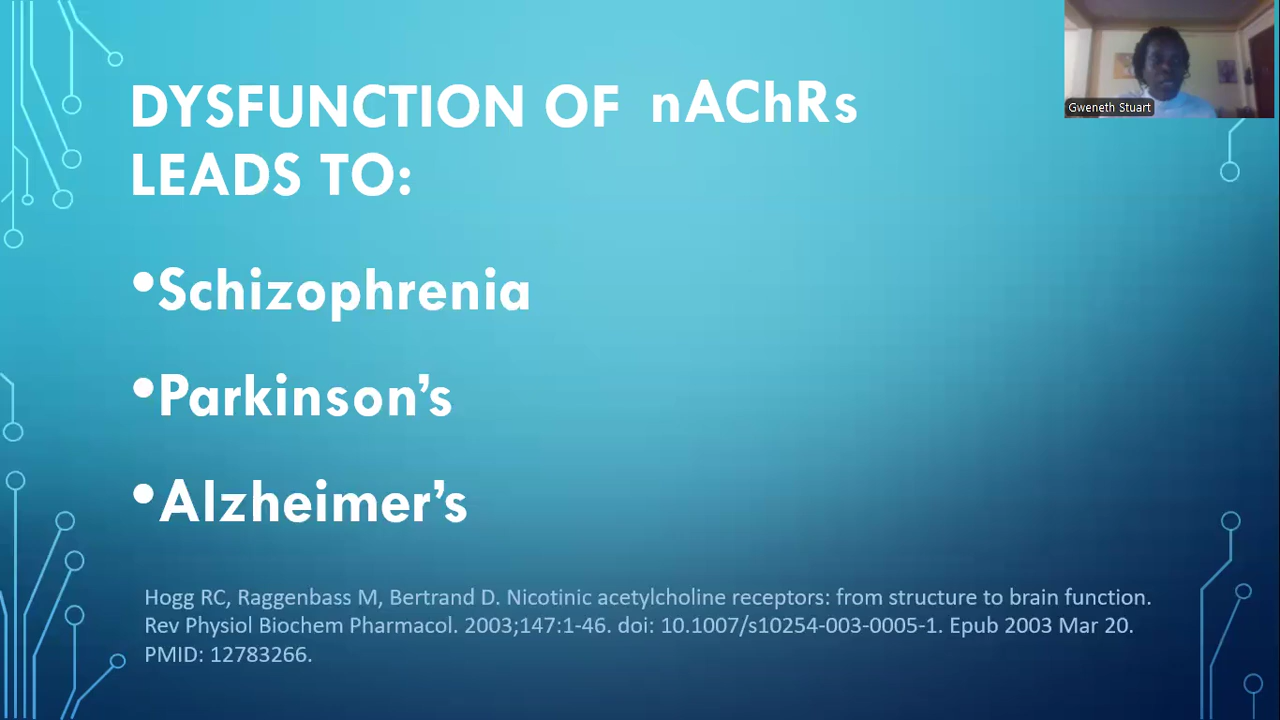 DYSFUNCTION OF nAChRs
LEADS TO:
Gweneth Stuart
•Schizophrenia
•Parkinson’s
•Alzheimer’s
Hogg RC, Raggenbass M, Bertrand D. Nicotinic acetylcholine receptors: from structure to brain function.
Rev Physiol Biochem Pharmacol. 2003;147:1-46. doi: 10.1007/s10254-003-0005-1. Epub 2003 Mar 20.
PMID: 12783266.